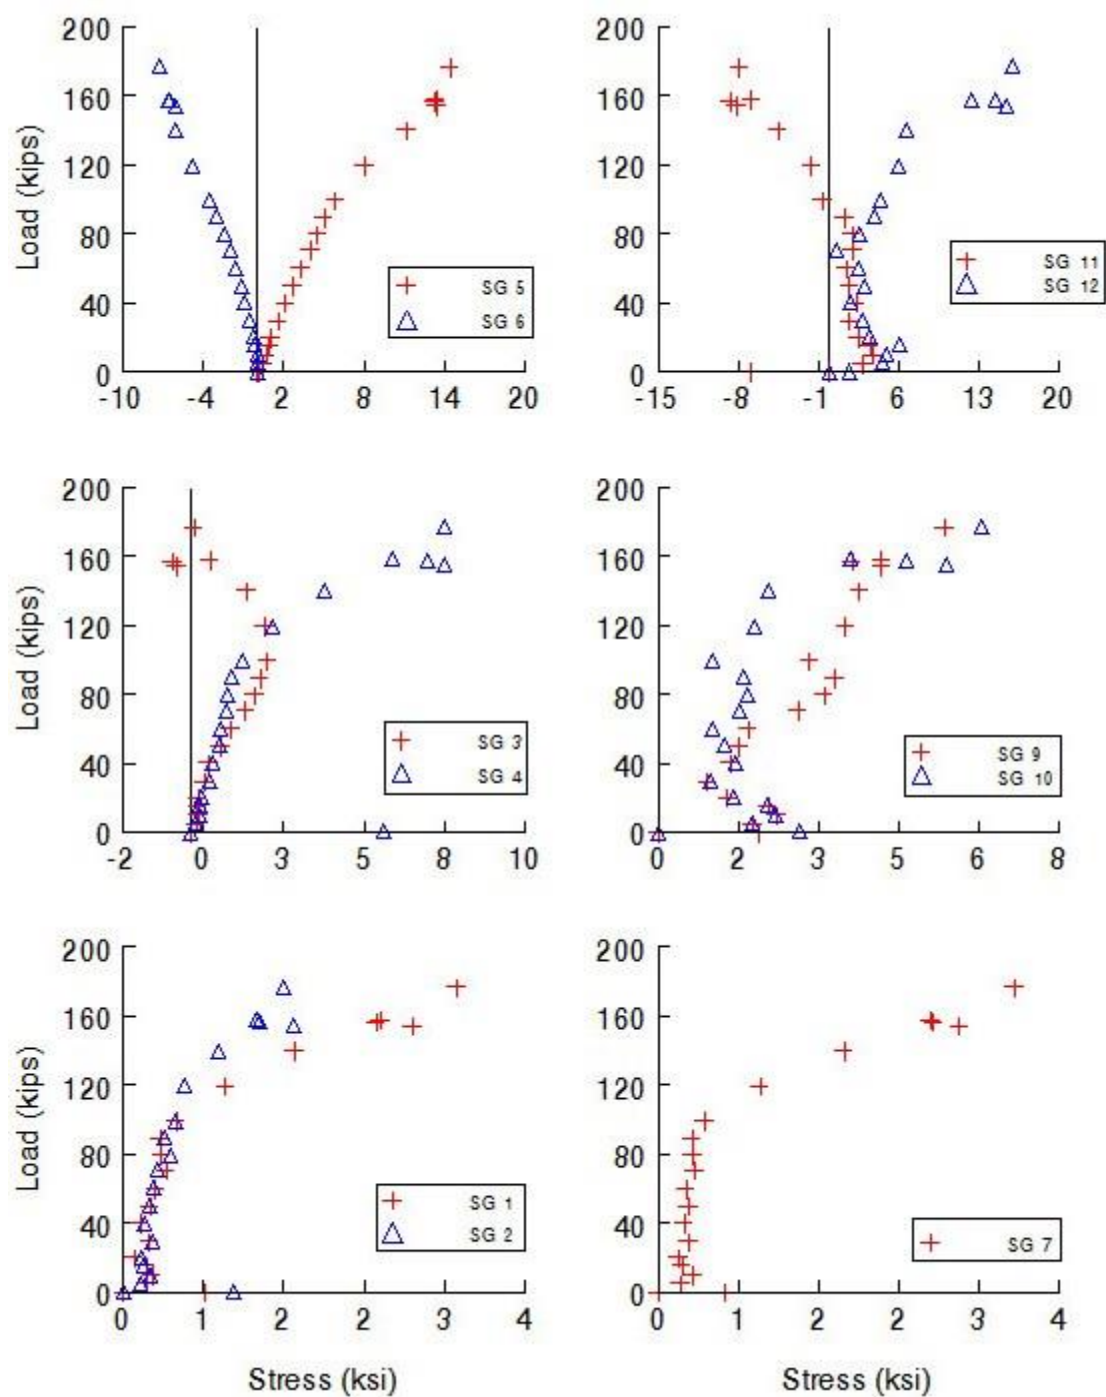 200
160
120
80
40
0
Load (kips)
-10 -4 2 8 14 20
SG 5
SG 6
200
160
120
80
40
0
-15 -8 -1 6 13 20
SG 11
SG 12
200
160
120
80
40
0
Load (kips)
-2 0 3 5 8 10
SG 3
SG 4
200
160
120
80
40
0
0 2 3 5 6 8
SG 9
SG 10
200
160
120
80
40
0
Load (kips)
0 1 2 2 3 4
Stress (ksi)
SG 1
SG 2
200
160
120
80
40
0
0 1 2 2 3 4
Stress (ksi)
SG 7